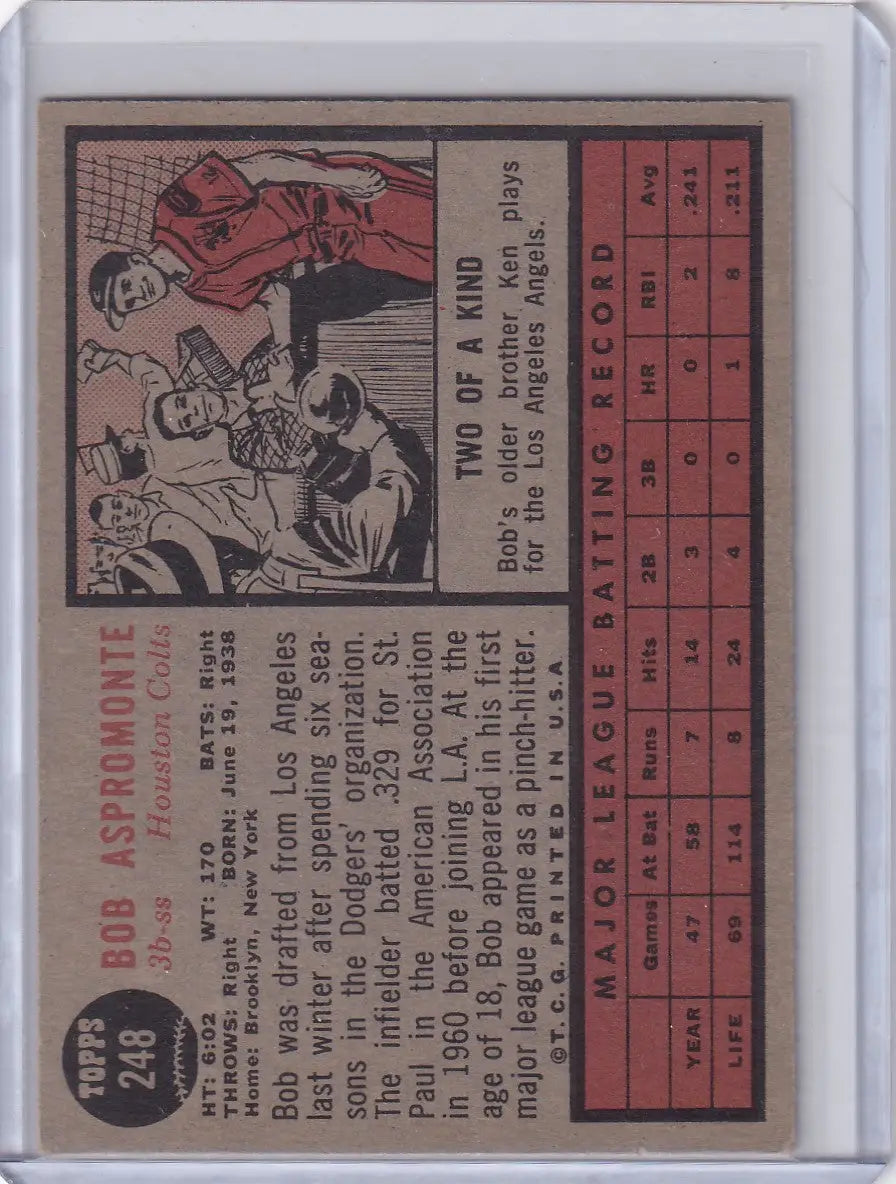 TOPPS
248
BOB ASPROMONTE
3b-ss Houston Colts
HT: 6:02 WT: 170 BATS: Right
THROWS: Right BORN: June 19, 1938
Home: Brooklyn, New York
Bob was drafted from Los Angeles
last winter after spending six sea-
sons in the Dodgers' organization.
The infielder batted .329 for St.
Paul in the American Association
in 1960 before joining L.A. At the
age of 18, Bob appeared in his first
major league game as a pinch-hitter.
©T.C.G. PRINTED IN U.S.A
TWO OF A KIND
Bob's older brother Ken plays
for the Los Angeles Angels.
MAJOR LEAGUE BATTING RECORD
Games At Bat Runs Hits 2B 3B HR RBI Avg
YEAR 47 58 7 14 3 0 0 2 .241
LIFE 69 114 8 24 4 0 1 8 .211